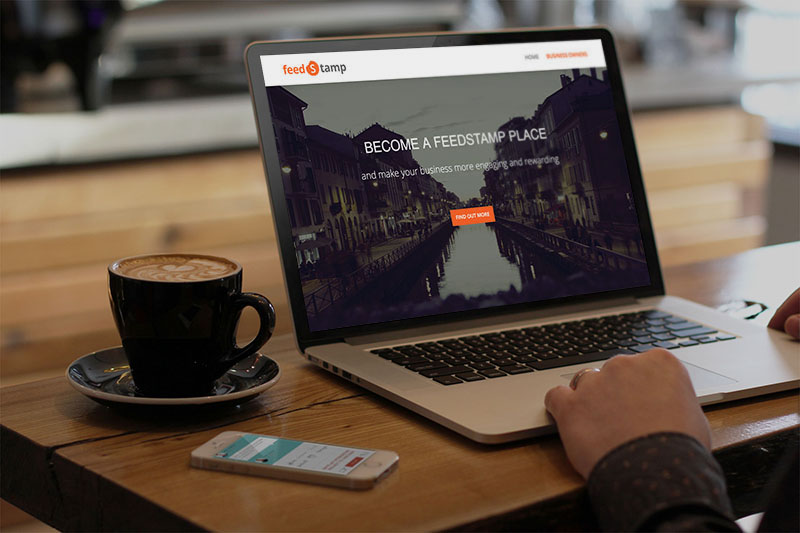 feedStamp
HOME BUSINESS OWNERS
BECOME A FEEDSTAMP PLACE
and make your business more engaging and rewarding
FIND OUT MORE